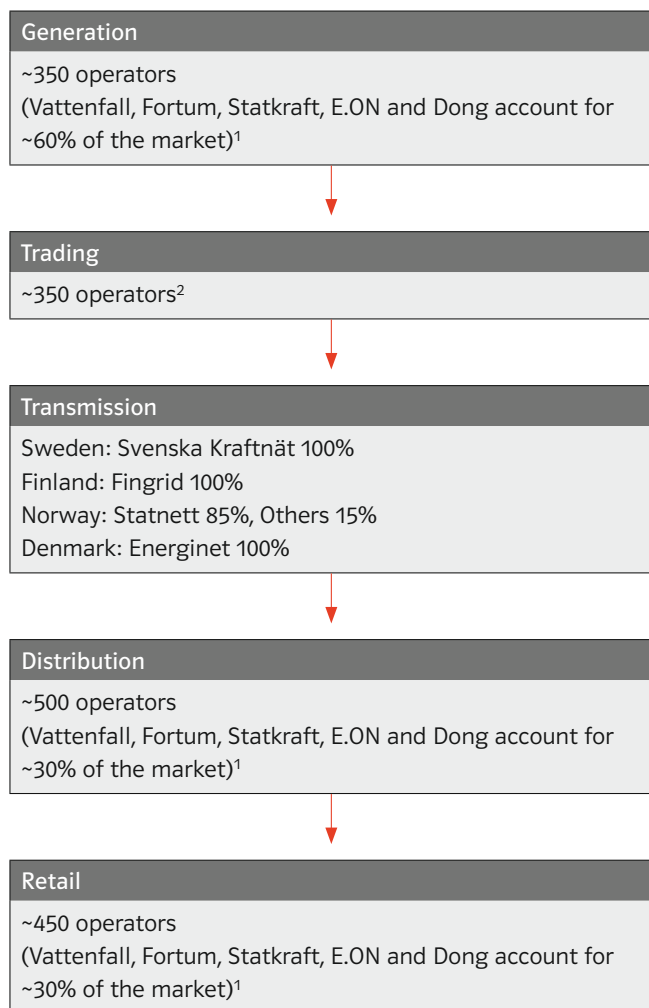 Generation
~350 operators
(Vattenfall, Fortum, Statkraft, E.ON and Dong account for
~60% of the market)¹
Trading
~350 operators²
Transmission
Sweden: Svenska Kraftnät 100%
Finland: Fingrid 100%
Norway: Statnett 85%, Others 15%
Denmark: Energinet 100%
Distribution
~500 operators
(Vattenfall, Fortum, Statkraft, E.ON and Dong account for
~30% of the market)¹
Retail
~450 operators
(Vattenfall, Fortum, Statkraft, E.ON and Dong account for
~30% of the market)¹